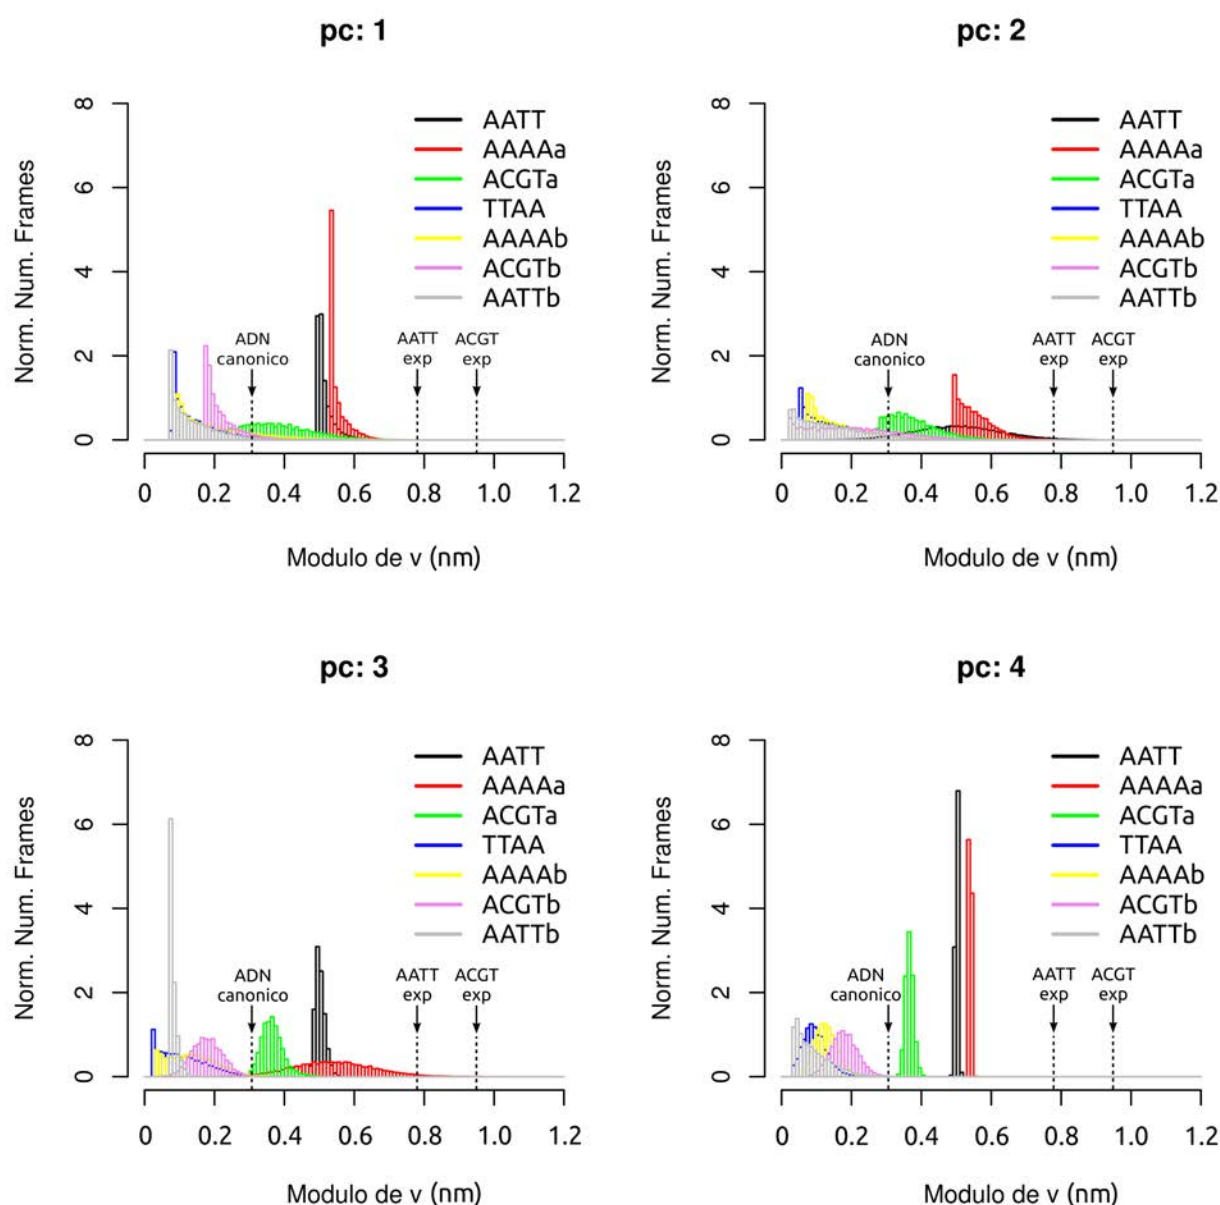 pc: 1
Norm. Num. Frames
8
6
4
2
0
AATT
AAAAa
ACGTa
TTAA
AAAAb
ACGTb
AATTb
ADN
canonico
AATT
exp
ACGT
exp
0 0.2 0.4 0.6 0.8 1.0 1.2
Modulo de v (nm)
pc: 2
Norm. Num. Frames
8
6
4
2
0
AATT
AAAAa
ACGTa
TTAA
AAAAb
ACGTb
AATTb
ADN
canonico
AATT
exp
ACGT
exp
0 0.2 0.4 0.6 0.8 1.0 1.2
Modulo de v (nm)
pc: 3
Norm. Num. Frames
8
6
4
2
0
AATT
AAAAa
ACGTa
TTAA
AAAAb
ACGTb
AATTb
ADN
canonico
AATT
exp
ACGT
exp
0 0.2 0.4 0.6 0.8 1.0 1.2
Modulo de v (nm)
pc: 4
Norm. Num. Frames
8
6
4
2
0
AATT
AAAAa
ACGTa
TTAA
AAAAb
ACGTb
AATTb
ADN
canonico
AATT
exp
ACGT
exp
0 0.2 0.4 0.6 0.8 1.0 1.2
Modulo de v (nm)